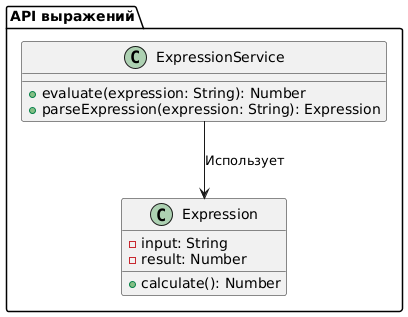 API выражений
C ExpressionService
evaluate(expression: String): Number
parseExpression(expression: String): Expression
Использует
C Expression
input: String
result: Number
calculate(): Number